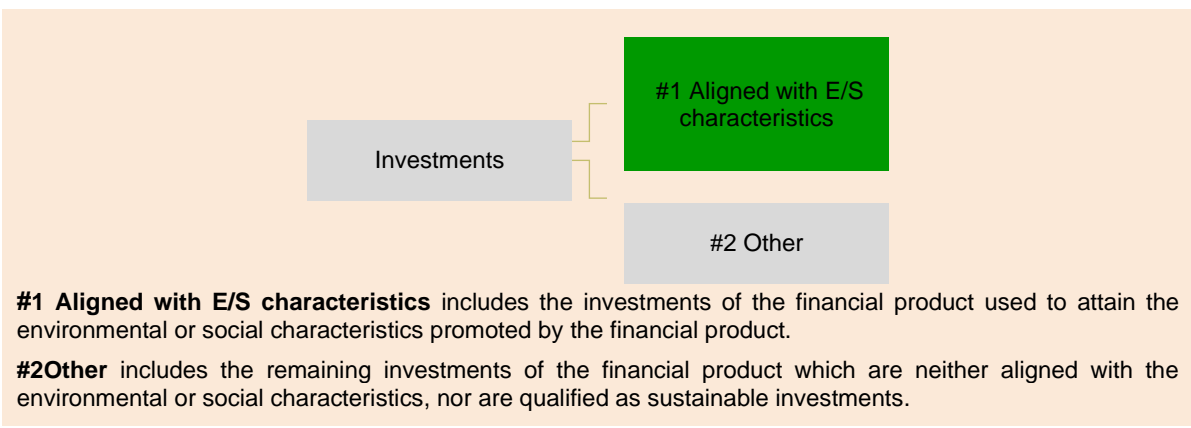 #1 Aligned with E/S
characteristics
Investments
#2 Other
#1 Aligned with E/S characteristics includes the investments of the financial product used to attain the
environmental or social characteristics promoted by the financial product.
#2Other includes the remaining investments of the financial product which are neither aligned with the
environmental or social characteristics, nor are qualified as sustainable investments.